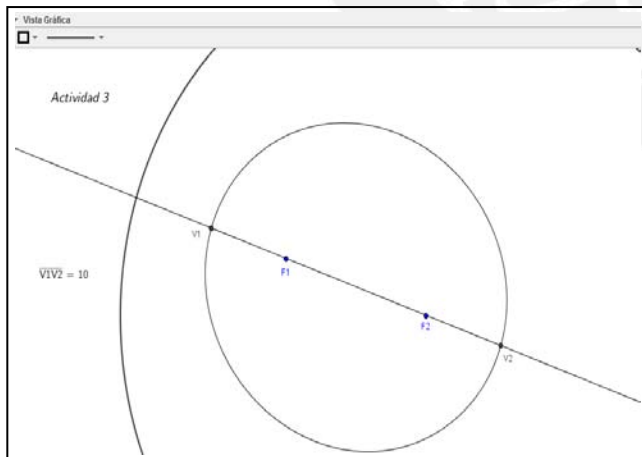 Vista Gráfica
Actividad 3
V1
F1
V1V2 = 10
F2
V2